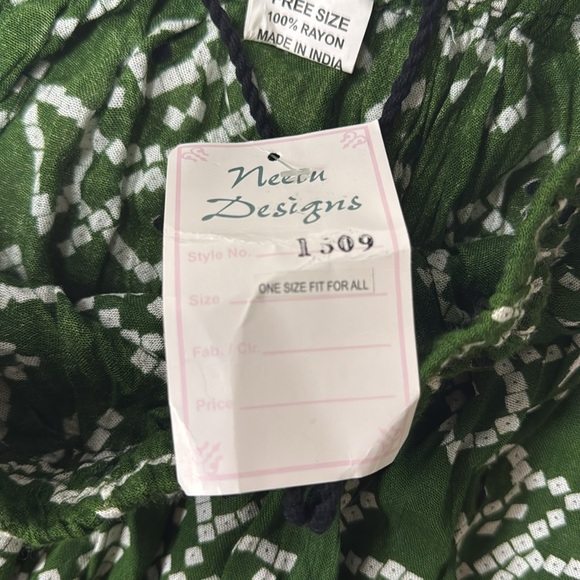 FREE SIZE
100% RAYON
MADE IN INDIA
Designs
Style No. 1509
Size ONE SIZE FIT FOR ALL
Fab. / Clr.
Price